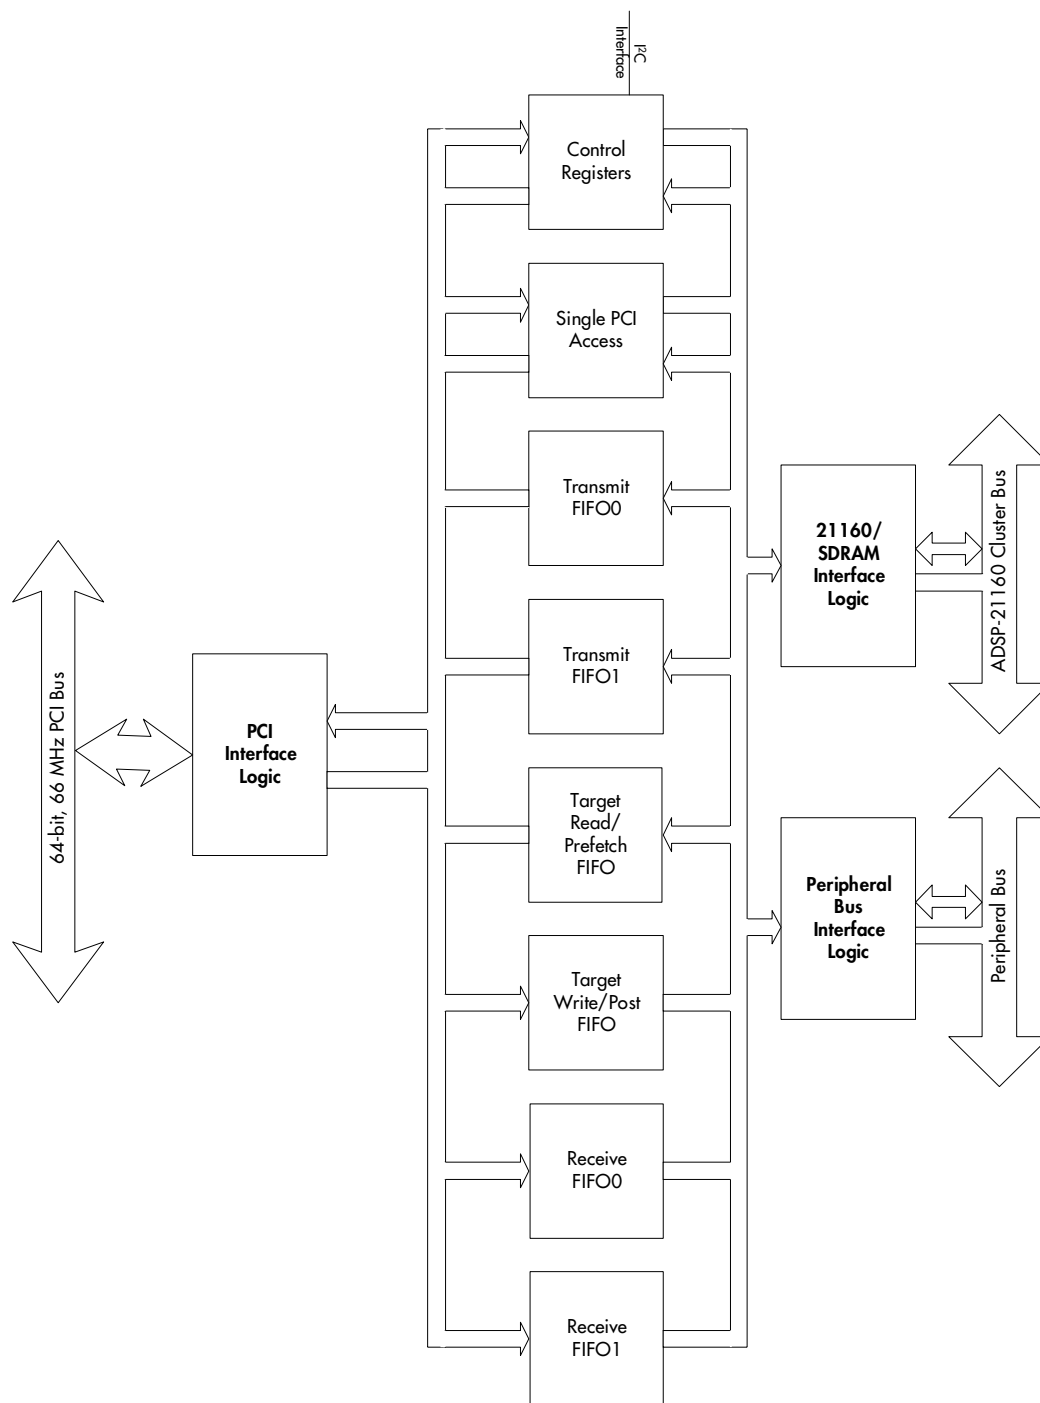 I²C
Interface
Control
Registers
Single PCI
Access
Transmit
FIFO0
Transmit
FIFO1
Target
Read/
Prefetch
FIFO
Target
Write/Post
FIFO
Receive
FIFO0
Receive
FIFO1
64-bit, 66 MHz PCI Bus
PCI
Interface
Logic
21160/
SDRAM
Interface
Logic
ADSP-21160 Cluster Bus
Peripheral
Bus
Interface
Logic
Peripheral Bus